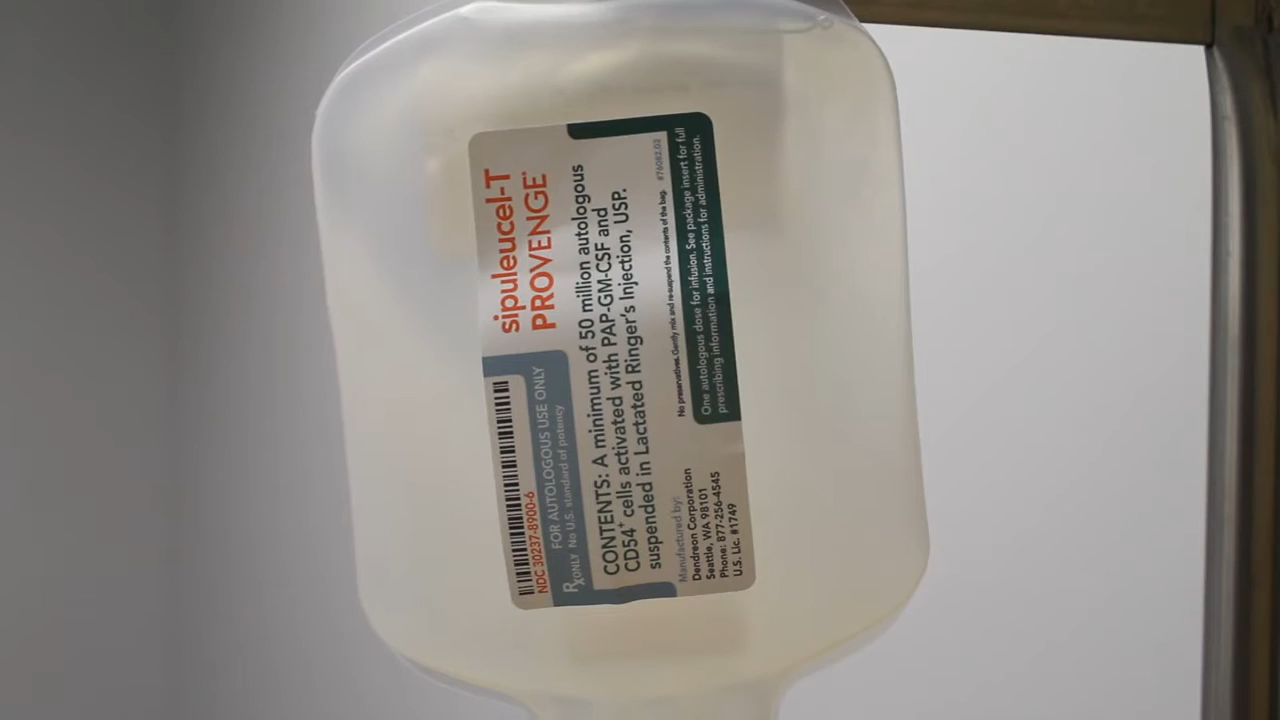 sipuleucel-T
PROVENGE®
NDC 30237-8900-6
FOR AUTOLOGOUS USE ONLY
Rx ONLY No U.S. standard of potency
CONTENTS: A minimum of 50 million autologous
CD54+ cells activated with PAP-GM-CSF and
suspended in Lactated Ringer's Injection, USP.
No preservatives. Gently mix and re-suspend the contents of the bag. #76082.02
One autologous dose for infusion. See package insert for full
prescribing information and instructions for administration.
Manufactured by:
Dendreon Corporation
Seattle, WA 98101
Phone: 877-256-4545
U.S. Lic. #1749